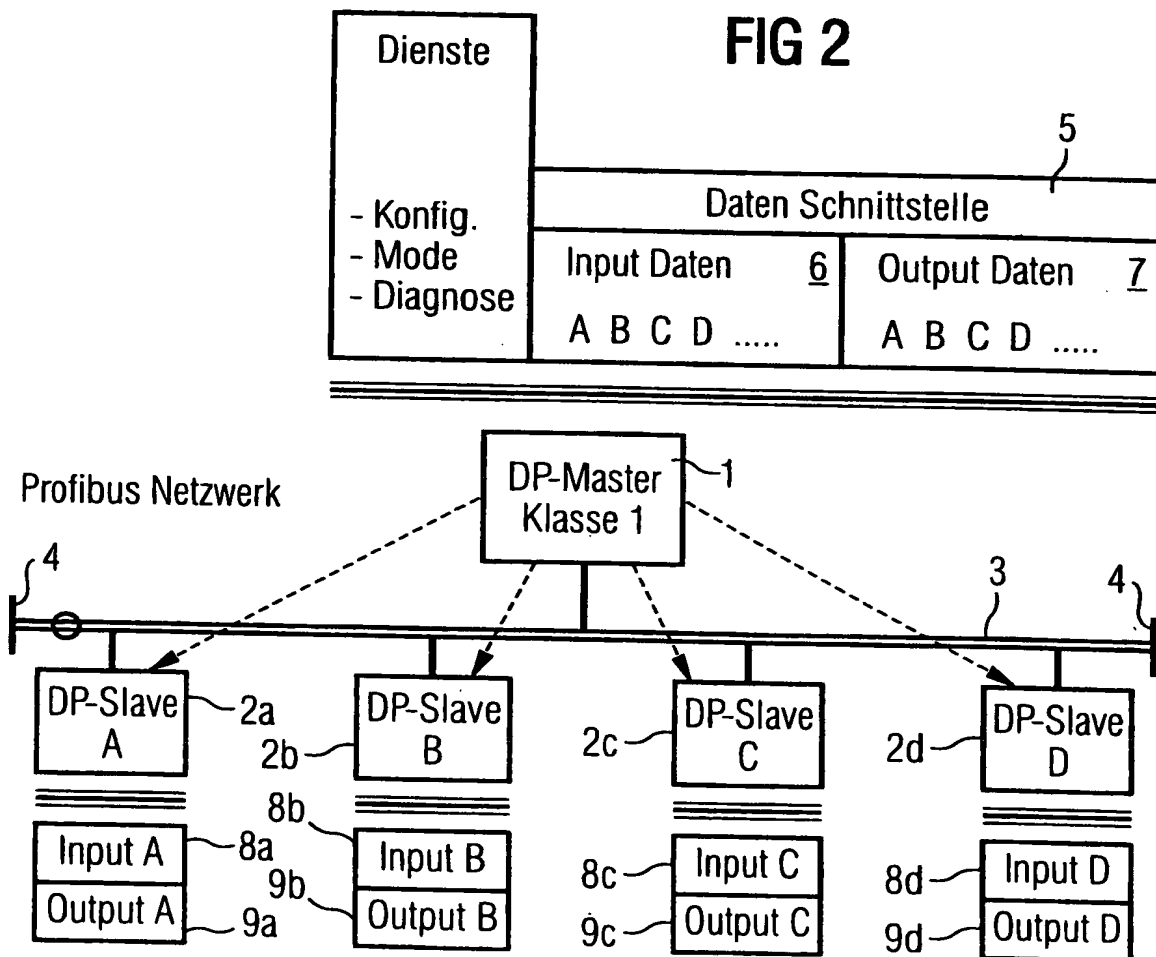 FIG 2
Dienste
- Konfig.
- Mode
- Diagnose
5
Daten Schnittstelle
Input Daten 6
A B C D .....
Output Daten 7
A B C D .....
Profibus Netzwerk
DP-Master
Klasse 1
1
4
3
4
DP-Slave
A
2a
DP-Slave
B
2b
DP-Slave
C
2c
DP-Slave
D
2d
Input A
8a
Output A
9a
8b
Input B
9b
Output B
8c
Input C
9c
Output C
8d
Input D
9d
Output D